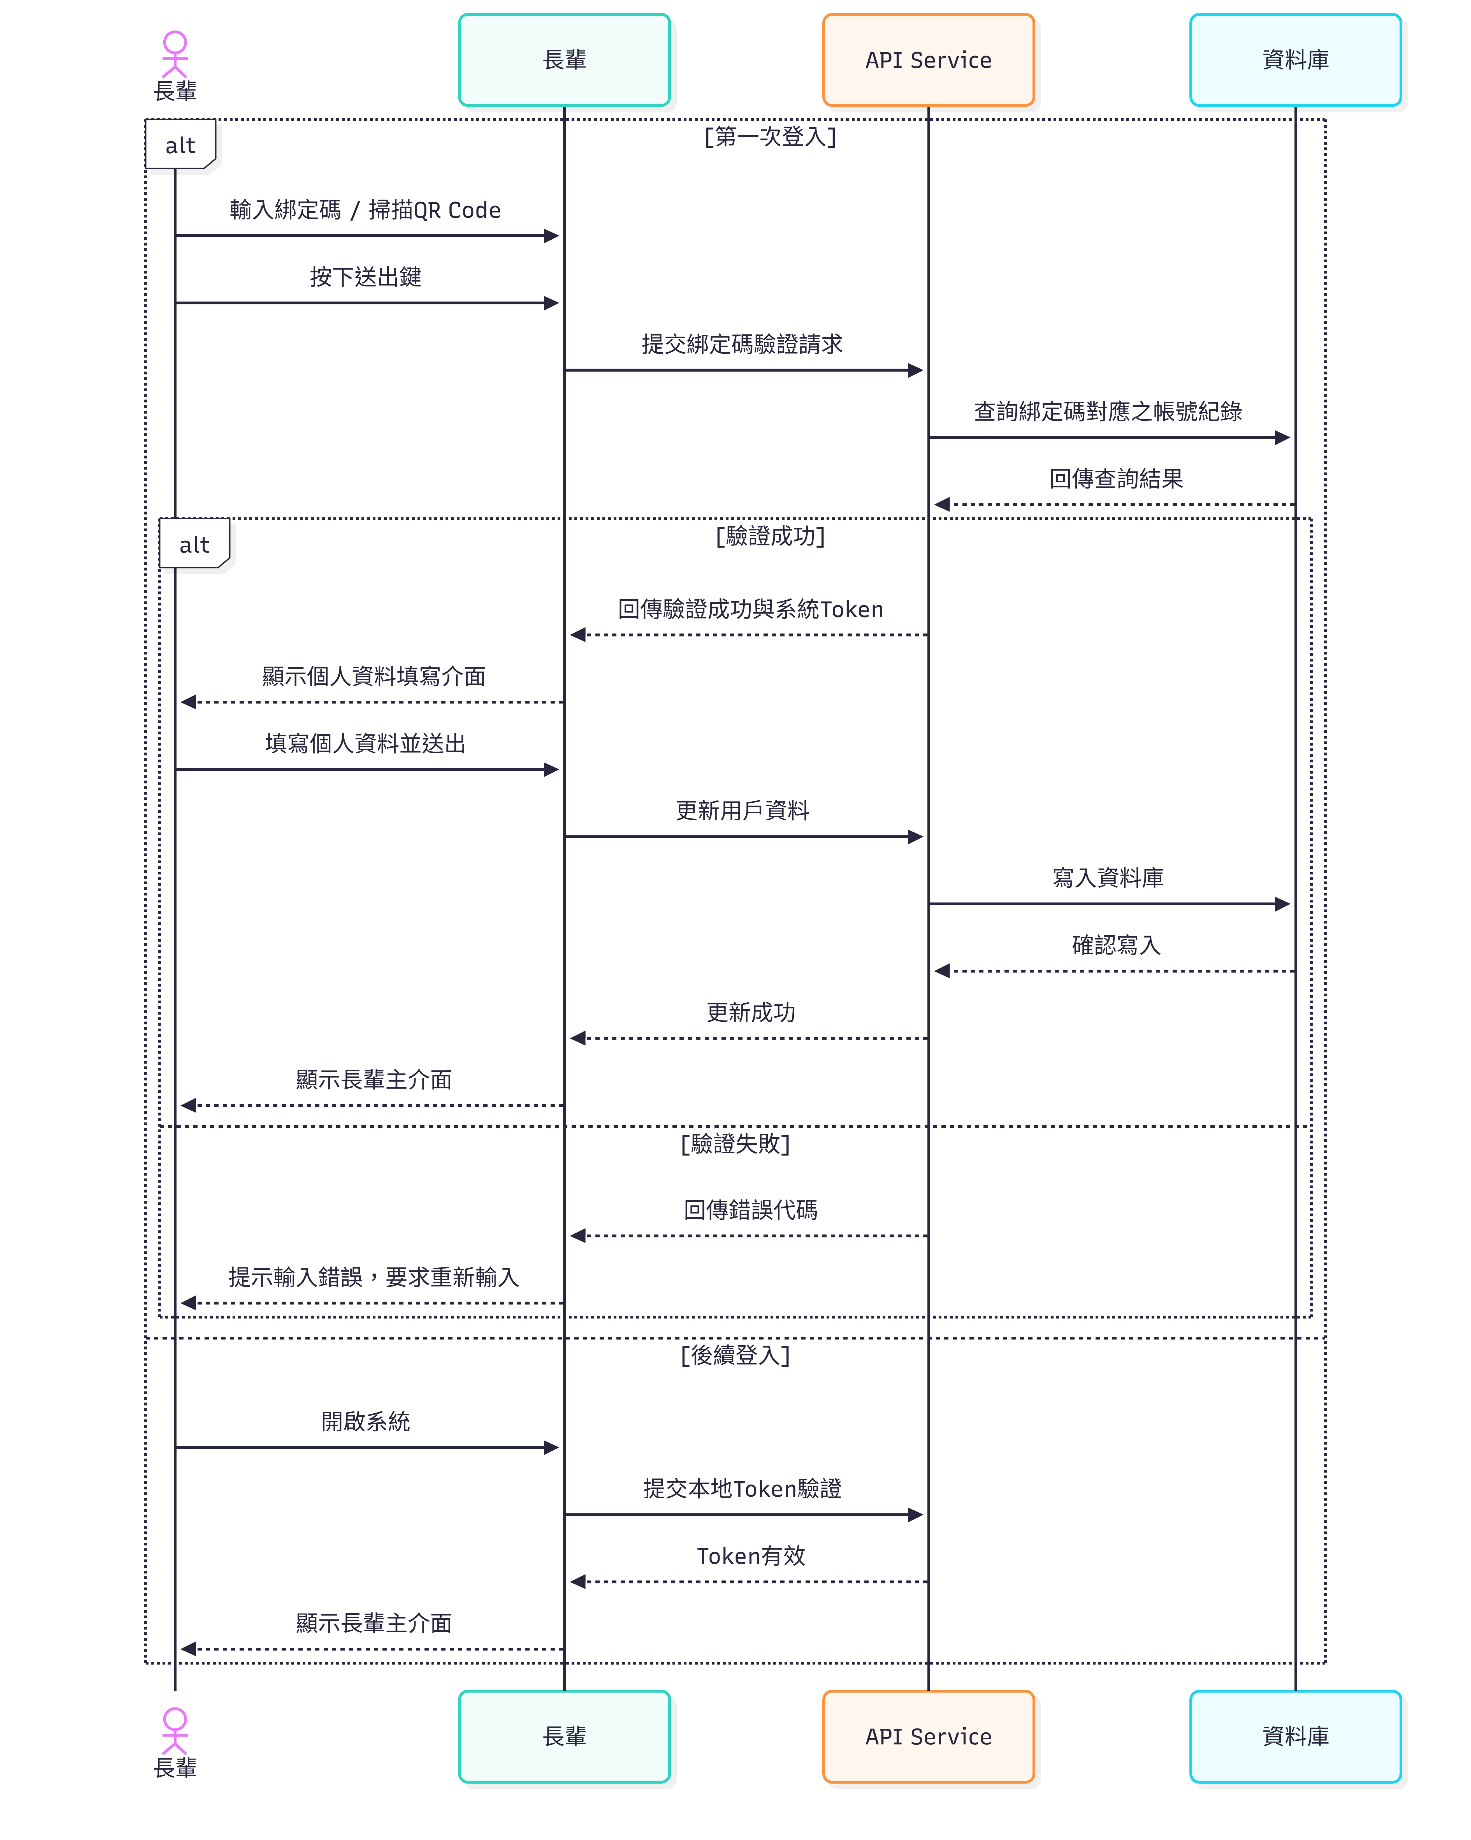 長輩
長輩
API Service
資料庫
alt
[第一次登入]
輸入綁定碼 / 掃描QR Code
按下送出鍵
提交綁定碼驗證請求
查詢綁定碼對應之帳號紀錄
回傳查詢結果
alt
[驗證成功]
回傳驗證成功與系統Token
顯示個人資料填寫介面
填寫個人資料並送出
更新用戶資料
寫入資料庫
確認寫入
更新成功
顯示長輩主介面
[驗證失敗]
回傳錯誤代碼
提示輸入錯誤，要求重新輸入
[後續登入]
開啟系統
提交本地Token驗證
Token有效
顯示長輩主介面
長輩
長輩
API Service
資料庫